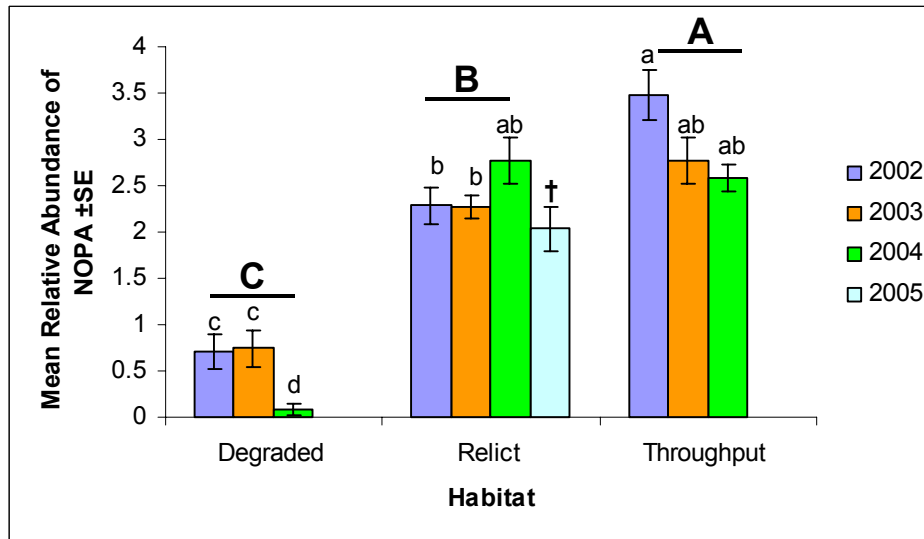 Mean Relative Abundance of
NOPA ±SE
4
3.5
3
2.5
2
1.5
1
0.5
0
C
c c d
B
b b ab †
A
a ab ab
Degraded Relict Throughput
Habitat
2002
2003
2004
2005